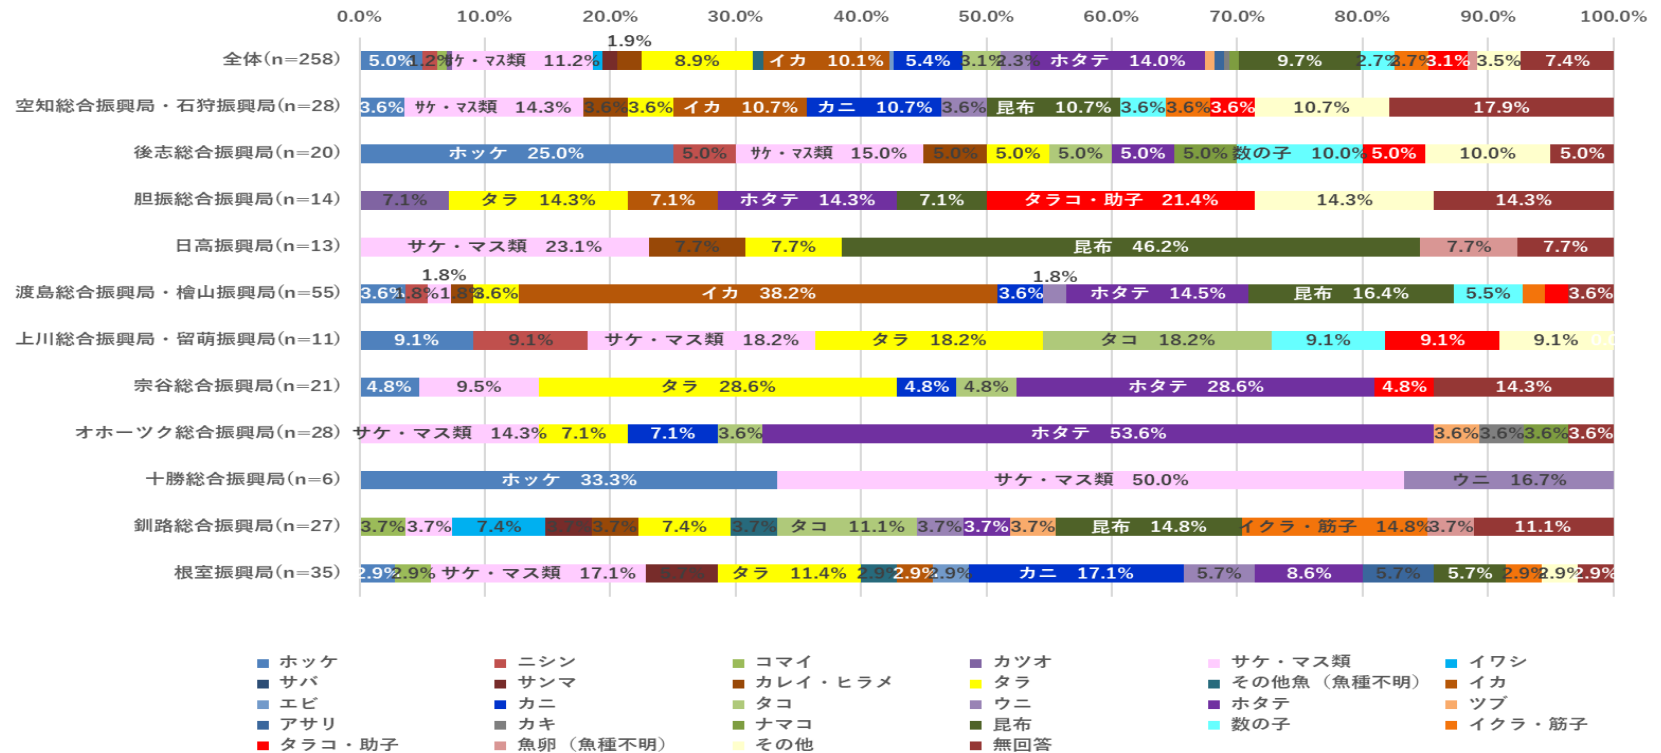 0.0% 10.0% 20.0% 30.0% 40.0% 50.0% 60.0% 70.0% 80.0% 90.0% 100.0%
1.9%
全体(n=258) 5.0% 1.2% サケ・マス類 11.2% 8.9% イカ 10.1% 5.4% 3.1% 2.3% ホタテ 14.0% 9.7% 2.7% 2.7% 3.1% 3.5% 7.4%
空知総合振興局・石狩振興局(n=28) 3.6% サケ・マス類 14.3% 3.6% 3.6% イカ 10.7% カニ 10.7% 3.6% 昆布 10.7% 3.6% 3.6% 3.6% 10.7% 17.9%
後志総合振興局(n=20) ホッケ 25.0% 5.0% サケ・マス類 15.0% 5.0% 5.0% 5.0% 5.0% 5.0% 数の子 10.0% 5.0% 10.0% 5.0%
胆振総合振興局(n=14) 7.1% タラ 14.3% 7.1% ホタテ 14.3% 7.1% タラコ・助子 21.4% 14.3% 14.3%
日高振興局(n=13) サケ・マス類 23.1% 7.7% 7.7% 昆布 46.2% 7.7% 7.7%
1.8% 1.8%
渡島総合振興局・檜山振興局(n=55) 3.6% 1.8% 1.8% 3.6% イカ 38.2% 3.6% ホタテ 14.5% 昆布 16.4% 5.5% 3.6%
上川総合振興局・留萌振興局(n=11) 9.1% 9.1% サケ・マス類 18.2% タラ 18.2% タコ 18.2% 9.1% 9.1% 9.1%
宗谷総合振興局(n=21) 4.8% 9.5% タラ 28.6% 4.8% 4.8% ホタテ 28.6% 4.8% 14.3%
オホーツク総合振興局(n=28) サケ・マス類 14.3% 7.1% 7.1% 3.6% ホタテ 53.6% 3.6% 3.6% 3.6% 3.6%
十勝総合振興局(n=6) ホッケ 33.3% サケ・マス類 50.0% ウニ 16.7%
釧路総合振興局(n=27) 3.7% 3.7% 7.4% 3.7% 3.7% 7.4% 3.7% タコ 11.1% 3.7% 3.7% 3.7% 昆布 14.8% イクラ・筋子 14.8% 3.7% 11.1%
根室振興局(n=35) 2.9% 2.9% サケ・マス類 17.1% 5.7% タラ 11.4% 2.9% 2.9% 2.9% カニ 17.1% 5.7% 8.6% 5.7% 5.7% 2.9% 2.9% 2.9%
ホッケ ニシン コマイ カツオ サケ・マス類 イワシ
サバ サンマ カレイ・ヒラメ タラ その他魚（魚種不明） イカ
エビ カニ タコ ウニ ホタテ ツブ
アサリ カキ ナマコ 昆布 数の子 イクラ・筋子
タラコ・助子 魚卵（魚種不明） その他 無回答